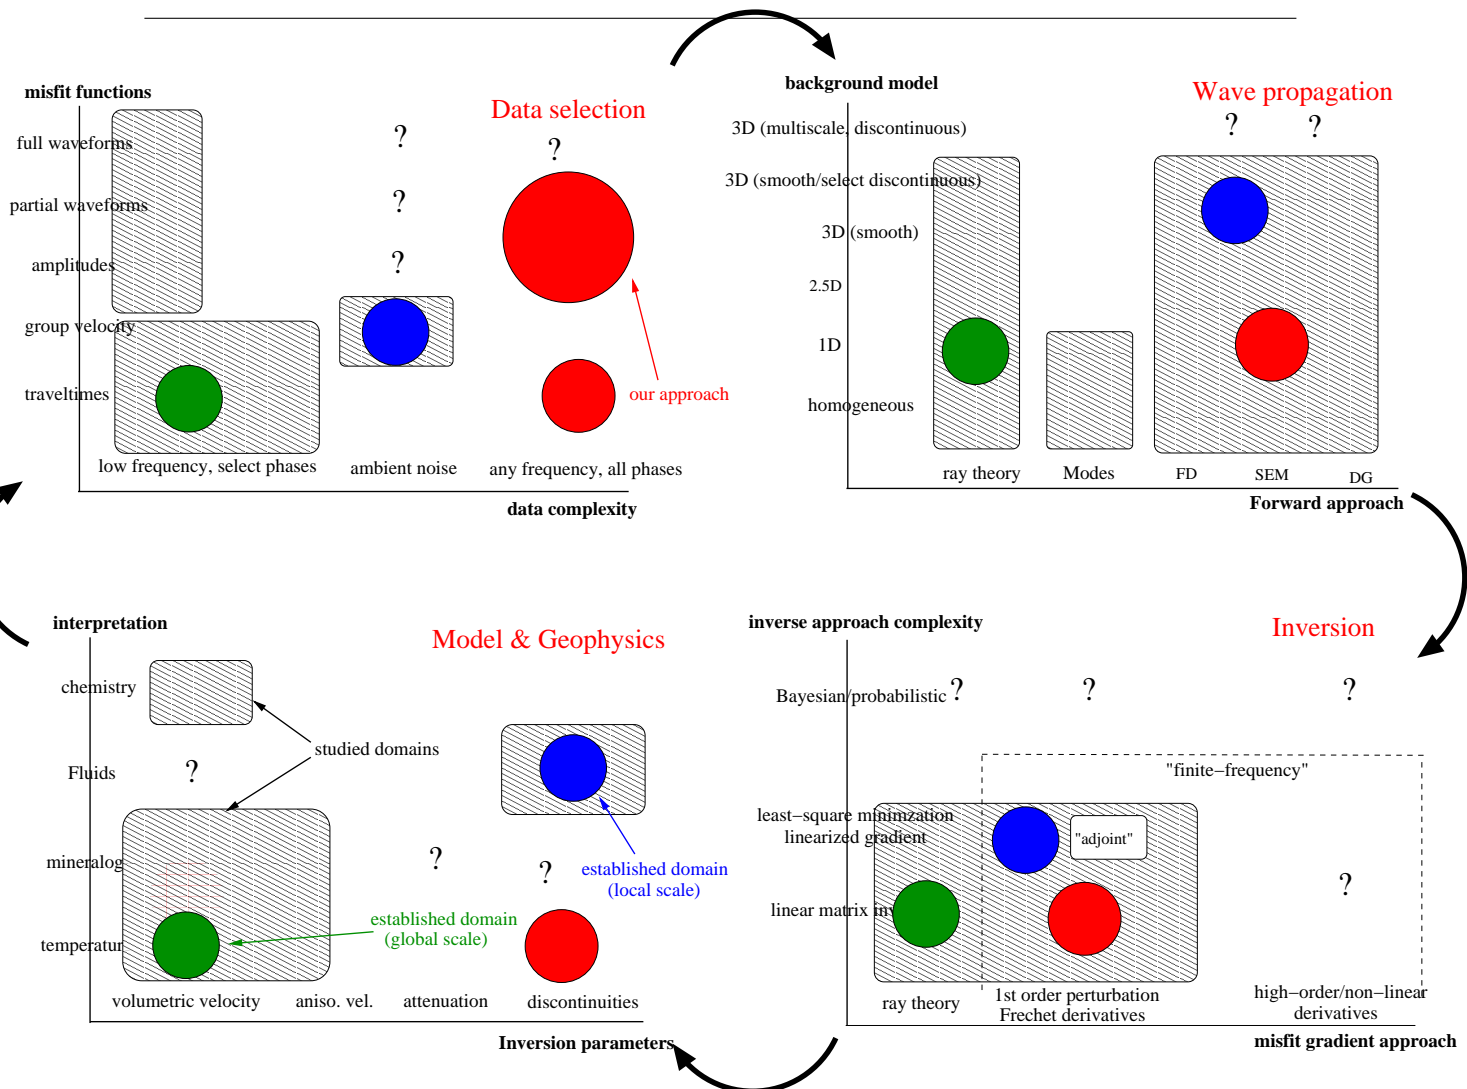 misfit functions
Data selection
full waveforms
?
?
partial waveforms
?
amplitudes
?
group velocity
traveltimes
our approach
low frequency, select phases
ambient noise
any frequency, all phases
data complexity
background model
Wave propagation
3D (multiscale, discontinuous)
?
?
3D (smooth/select discontinuous)
3D (smooth)
2.5D
1D
homogeneous
ray theory
Modes
FD
SEM
DG
Forward approach
interpretation
Model & Geophysics
chemistry
studied domains
Fluids
?
mineralog
?
?
established domain
(local scale)
established domain
(global scale)
temperatur
volumetric velocity
aniso. vel.
attenuation
discontinuities
Inversion parameters
inverse approach complexity
Inversion
Bayesian/probabilistic
?
?
?
"finite-frequency"
least-square minimzation
linearized gradient
"adjoint"
linear matrix inv
?
ray theory
1st order perturbation
Frechet derivatives
high-order/non-linear
derivatives
misfit gradient approach